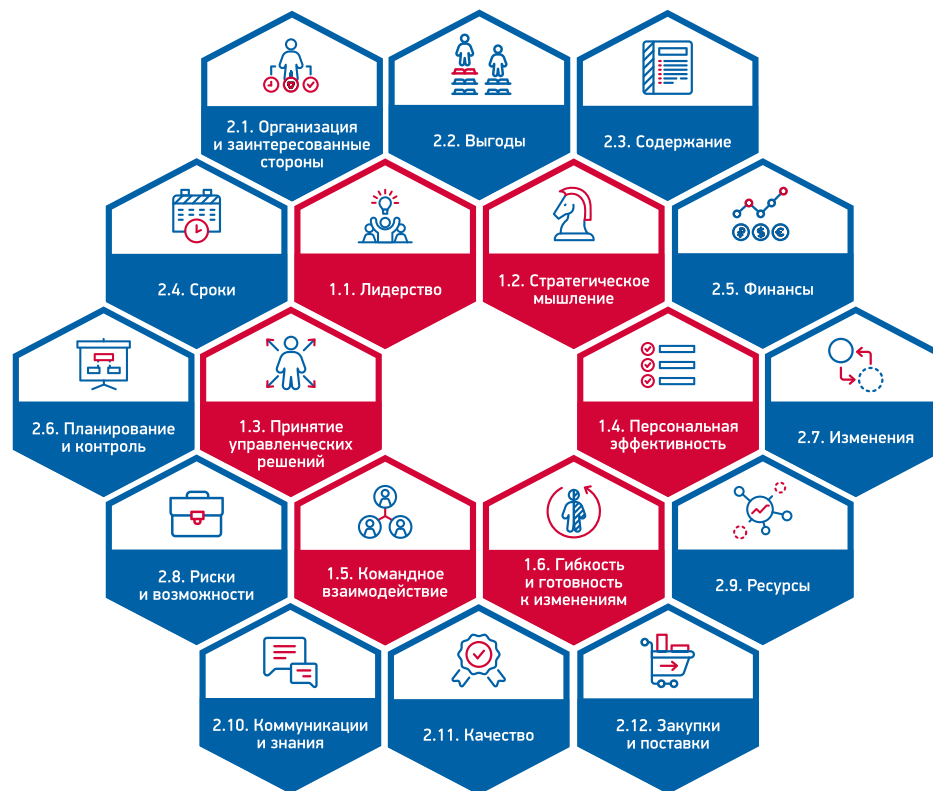 2.1. Организация
и заинтересованные
стороны
2.2. Выгоды
2.3. Содержание
2.4. Сроки
1.1. Лидерство
1.2. Стратегическое
мышление
2.5. Финансы
2.6. Планирование
и контроль
1.3. Принятие
управленческих
решений
1.4. Персональная
эффективность
2.7. Изменения
2.8. Риски
и возможности
1.5. Командное
взаимодействие
1.6. Гибкость
и готовность
к изменениям
2.9. Ресурсы
2.10. Коммуникации
и знания
2.11. Качество
2.12. Закупки
и поставки